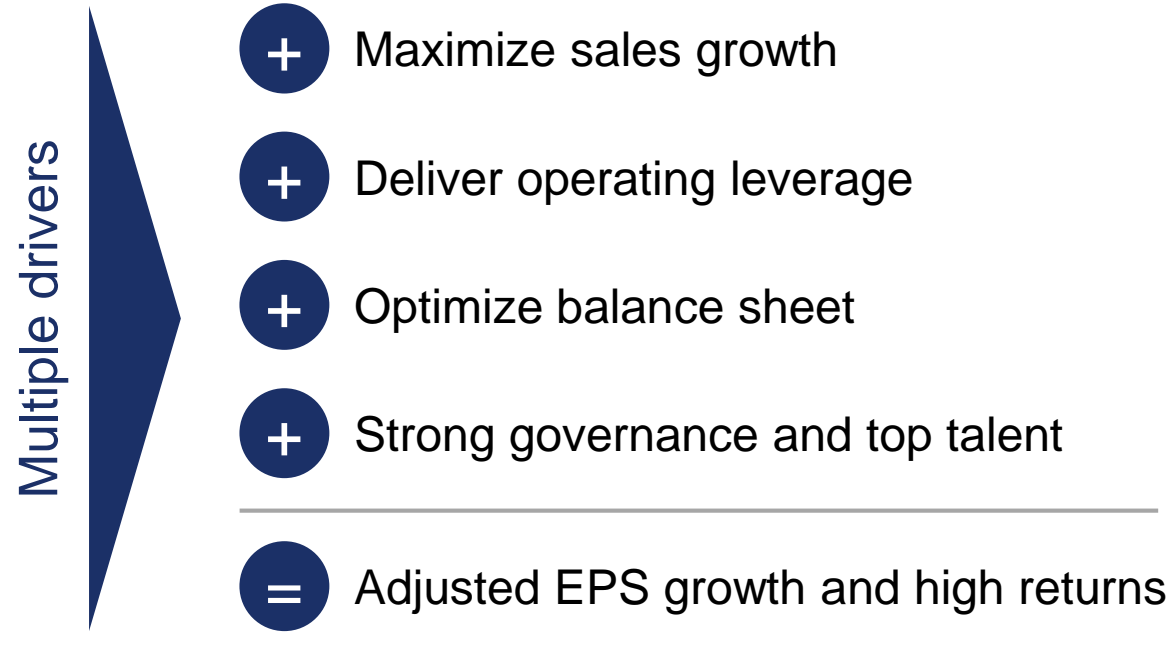 Multiple drivers
+ Maximize sales growth
+ Deliver operating leverage
+ Optimize balance sheet
+ Strong governance and top talent
= Adjusted EPS growth and high returns